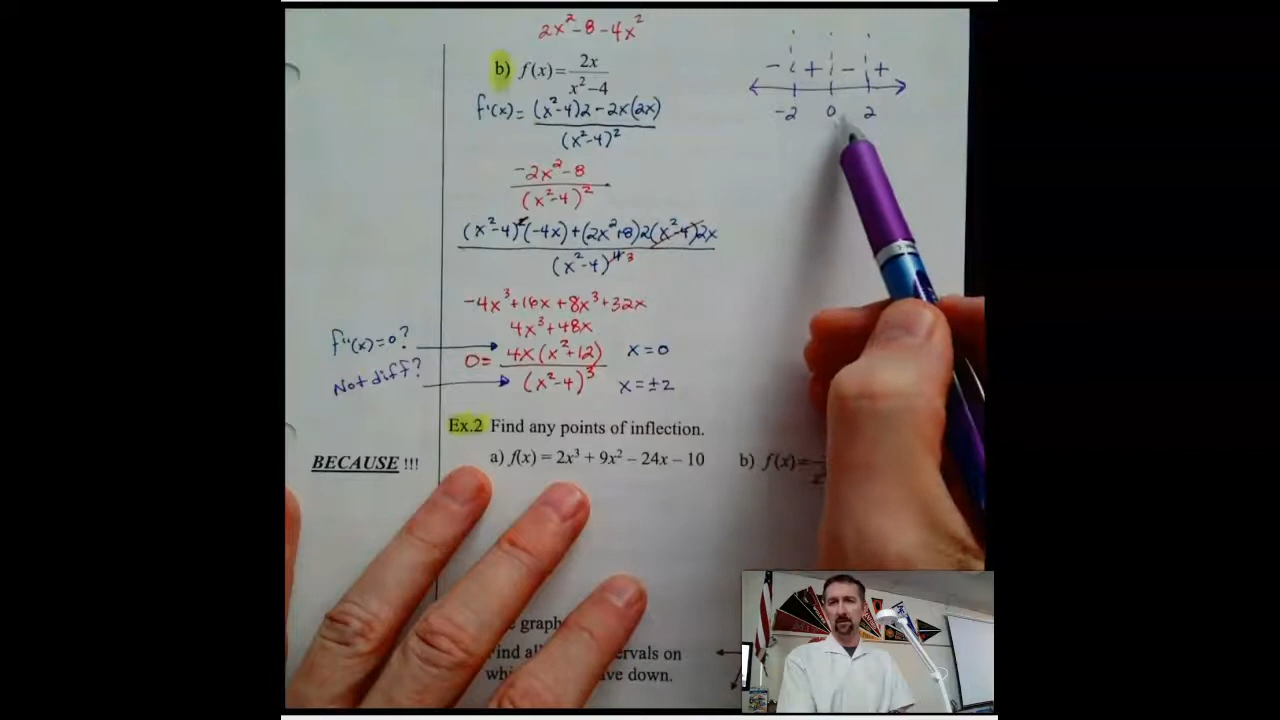 2x²-8-4x²
b) f(x)= 2x / x²-4
f'(x)= (x²-4)2-2x(2x) / (x²-4)²
-2x²-8 / (x²-4)²
(x²-4)²(-4x)+(2x²+8)2(x²-4)2x / (x²-4)⁴ 3
-4x³+16x+8x³+32x
4x³+48x
f"(x)=0?
0= 4x(x²+12) / (x²-4)³ x=0
Not diff? x=±2
- + - +
-2 0 2
Ex.2 Find any points of inflection.
BECAUSE !!! a) f(x) = 2x³ + 9x² – 24x – 10 b) f(x)=
graph
Find all
ervals on
down.